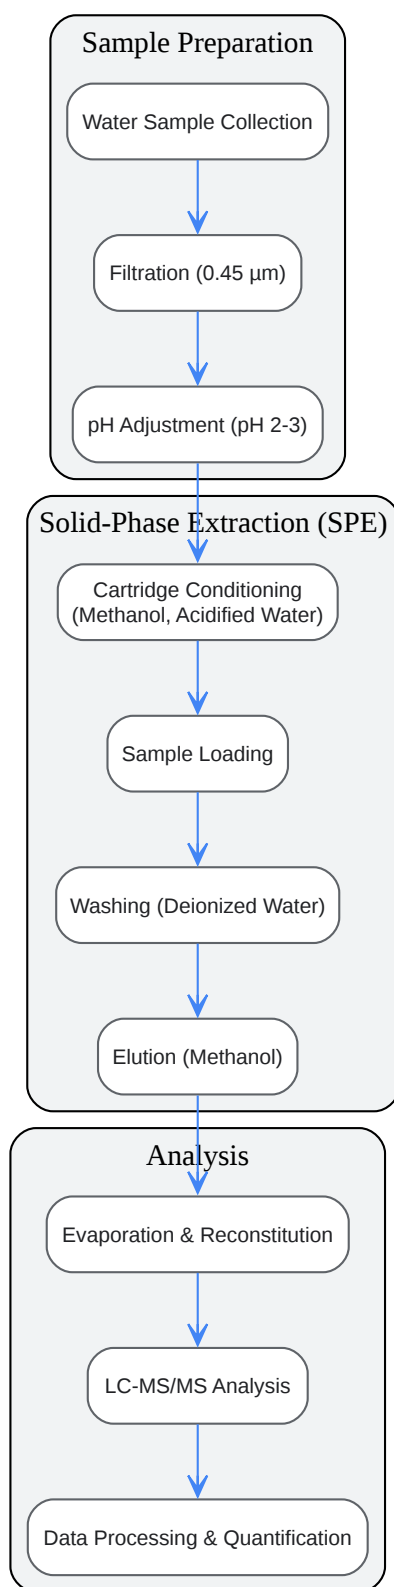 Sample Preparation
Water Sample Collection
Filtration (0.45 µm)
pH Adjustment (pH 2-3)
Solid-Phase Extraction (SPE)
Cartridge Conditioning
(Methanol, Acidified Water)
Sample Loading
Washing (Deionized Water)
Elution (Methanol)
Analysis
Evaporation & Reconstitution
LC-MS/MS Analysis
Data Processing & Quantification